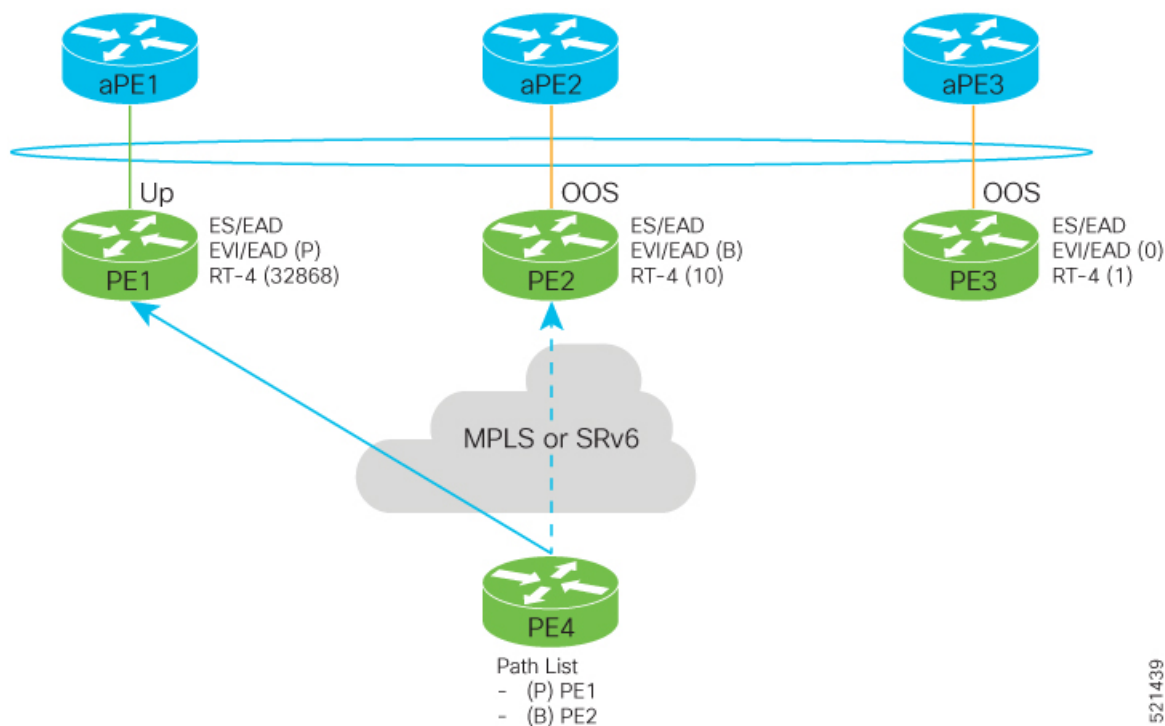 aPE1
aPE2
aPE3
Up
OOS
OOS
PE1
ES/EAD
EVI/EAD (P)
RT-4 (32868)
PE2
ES/EAD
EVI/EAD (B)
RT-4 (10)
PE3
ES/EAD
EVI/EAD (0)
RT-4 (1)
MPLS or SRv6
PE4
Path List
- (P) PE1
- (B) PE2
521439